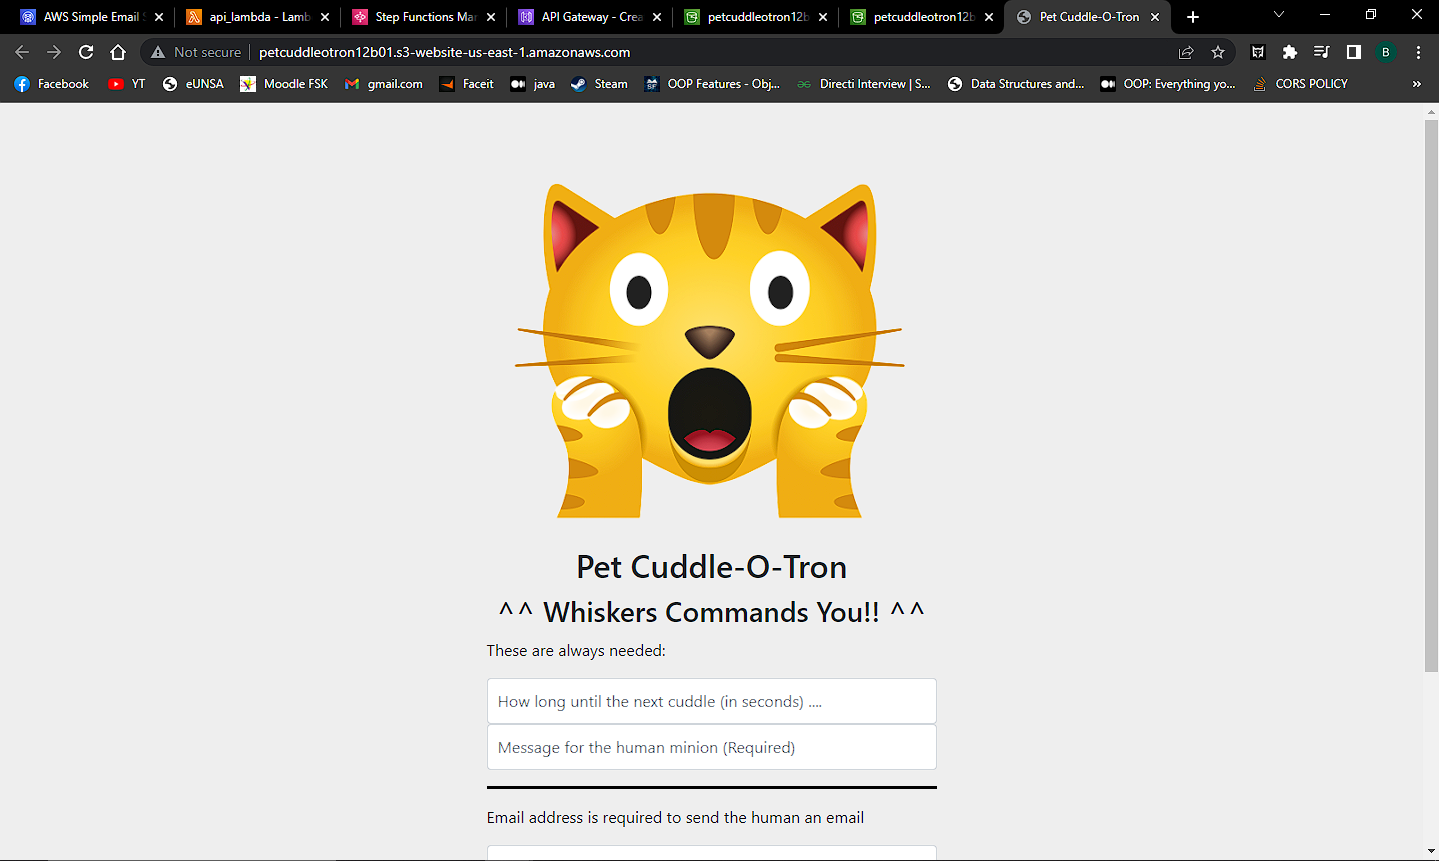 AWS Simple Email S
api_lambda - Lamb
Step Functions Man
API Gateway - Crea
petcuddleotron12b
petcuddleotron12b
Pet Cuddle-O-Tron
Not secure
petcuddleotron12b01.s3-website-us-east-1.amazonaws.com
B
Facebook
YT
eUNSA
Moodle FSK
gmail.com
Faceit
java
Steam
OOP Features - Obj...
Directi Interview | S...
Data Structures and...
OOP: Everything yo...
CORS POLICY
»
Pet Cuddle-O-Tron
^^ Whiskers Commands You!! ^^
These are always needed:
How long until the next cuddle (in seconds) ....
Message for the human minion (Required)
Email address is required to send the human an email